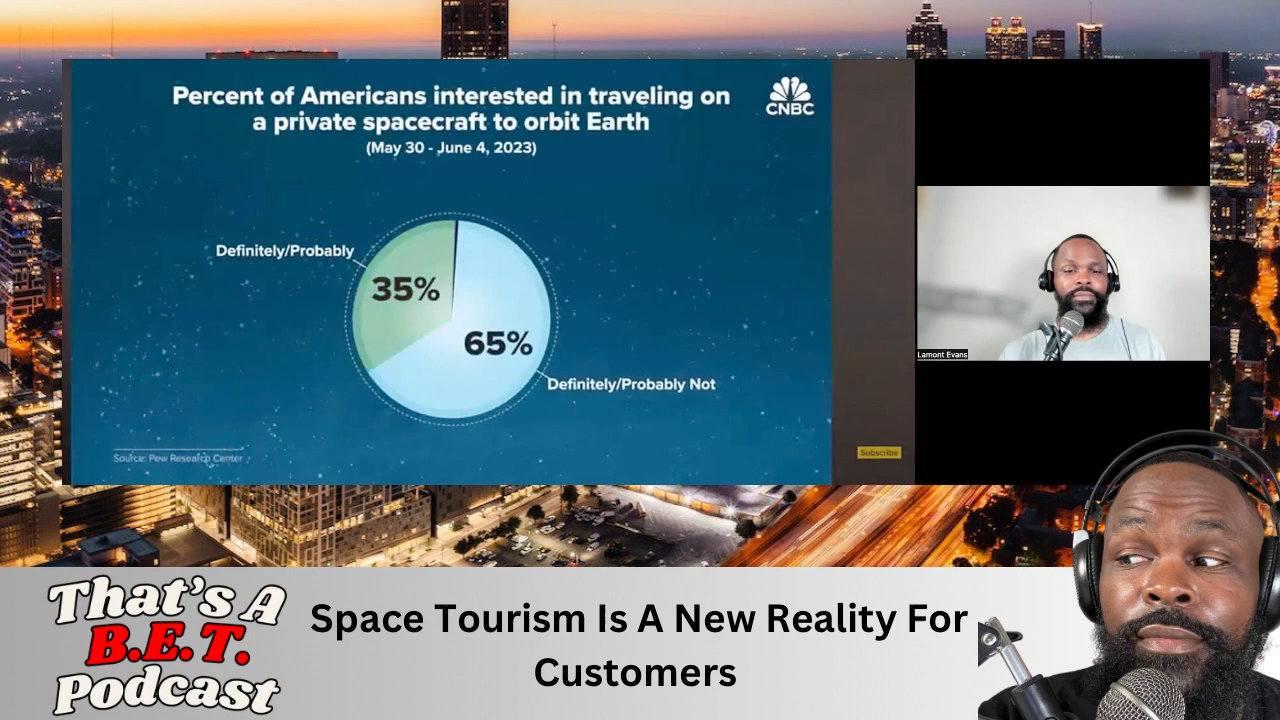 Percent of Americans interested in traveling on
a private spacecraft to orbit Earth
(May 30 - June 4, 2023)
CNBC
Definitely/Probably
35%
65%
Definitely/Probably Not
Source: Pew Research Center
Subscribe
Lamont Evans
That's A
B.E.T.
Podcast
Space Tourism Is A New Reality For
Customers